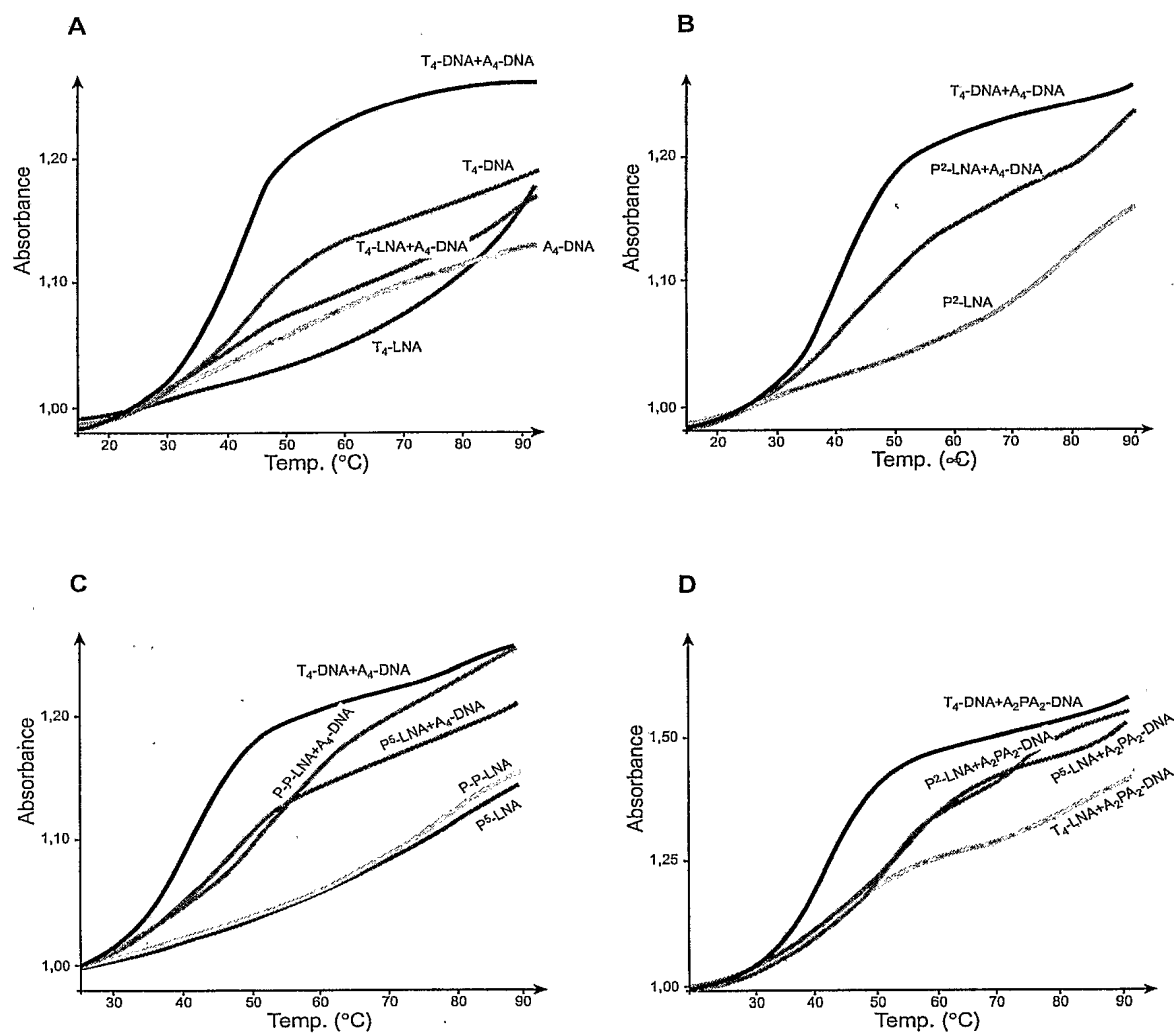 A
Absorbance
1,20
1,10
1,00
T₄-DNA+A₄-DNA
T₄-DNA
T₄-LNA+A₄-DNA
A₄-DNA
T₄-LNA
20 30 40 50 60 70 80 90
Temp. (°C)
B
Absorbance
1,20
1,10
1,00
T₄-DNA+A₄-DNA
P²-LNA+A₄-DNA
P²-LNA
20 30 40 50 60 70 80 90
Temp. (∝C)
C
Absorbance
1,20
1,10
1,00
T₄-DNA+A₄-DNA
P-P-LNA+A₄-DNA
P⁵-LNA+A₄-DNA
P-P-LNA
P⁵-LNA
30 40 50 60 70 80 90
Temp. (°C)
D
Absorbance
1,50
1,25
1,00
T₄-DNA+A₂PA₂-DNA
P²-LNA+A₂PA₂-DNA
P⁵-LNA+A₂PA₂-DNA
T₄-LNA+A₂PA₂-DNA
30 40 50 60 70 80 90
Temp. (°C)